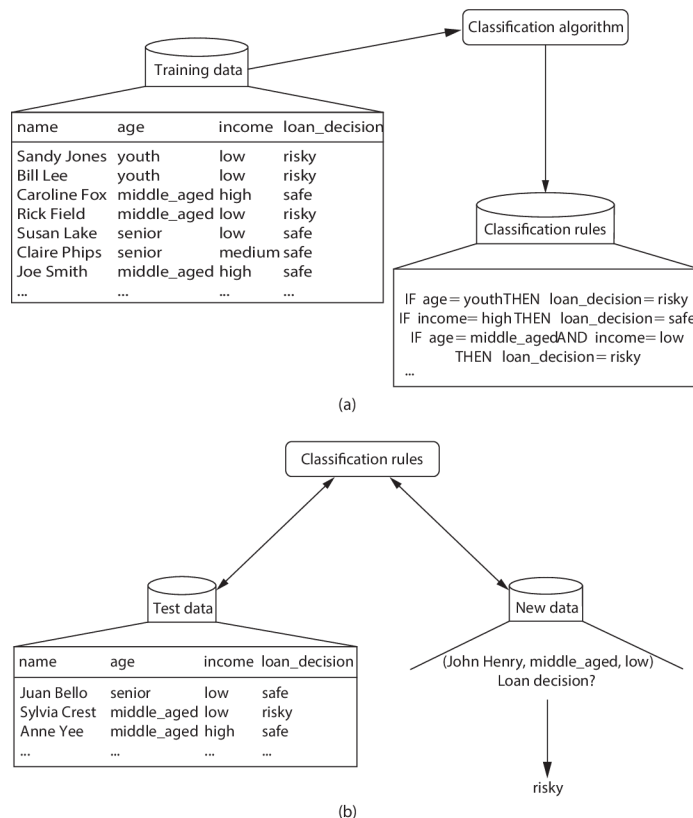 Classification algorithm
Training data
name age income loan_decision
Sandy Jones youth low risky
Bill Lee youth low risky
Caroline Fox middle_aged high safe
Rick Field middle_aged low risky
Susan Lake senior low safe
Claire Phips senior medium safe
Joe Smith middle_aged high safe
... ... ... ...
Classification rules
IF age = youth THEN loan_decision = risky
IF income = high THEN loan_decision = safe
IF age = middle_aged AND income = low
THEN loan_decision = risky
...
(a)
Classification rules
Test data
name age income loan_decision
Juan Bello senior low safe
Sylvia Crest middle_aged low risky
Anne Yee middle_aged high safe
... ... ... ...
New data
(John Henry, middle_aged, low)
Loan decision?
risky
(b)